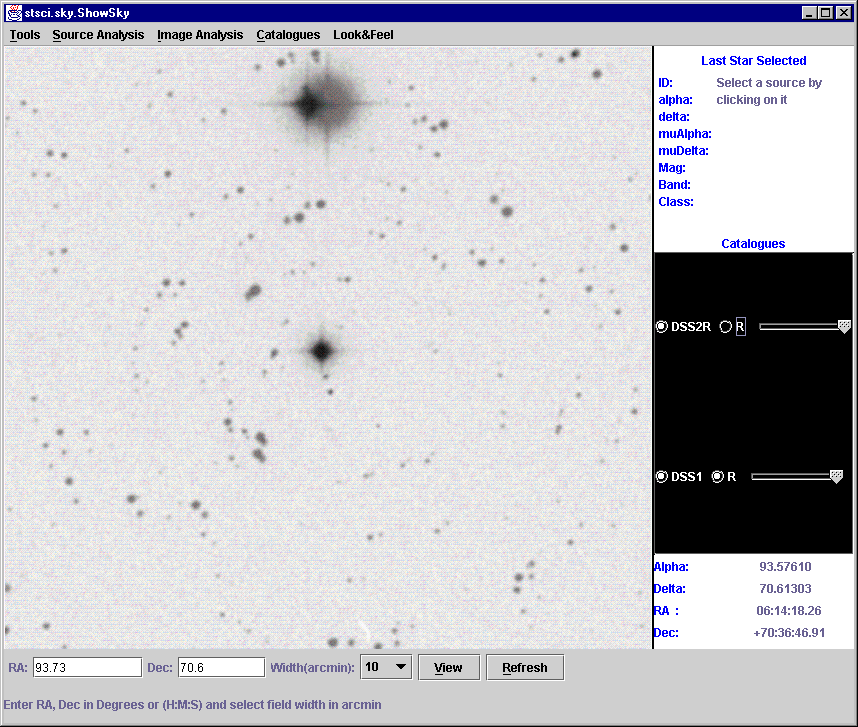 stsci.sky.ShowSky
Tools Source Analysis Image Analysis Catalogues Look&Feel
Last Star Selected
ID: Select a source by
alpha: clicking on it
delta:
muAlpha:
muDelta:
Mag:
Band:
Class:
Catalogues
DSS2R R
DSS1 R
Alpha: 93.57610
Delta: 70.61303
RA : 06:14:18.26
Dec: +70:36:46.91
RA: 93.73 Dec: 70.6 Width(arcmin): 10 View Refresh
Enter RA, Dec in Degrees or (H:M:S) and select field width in arcmin